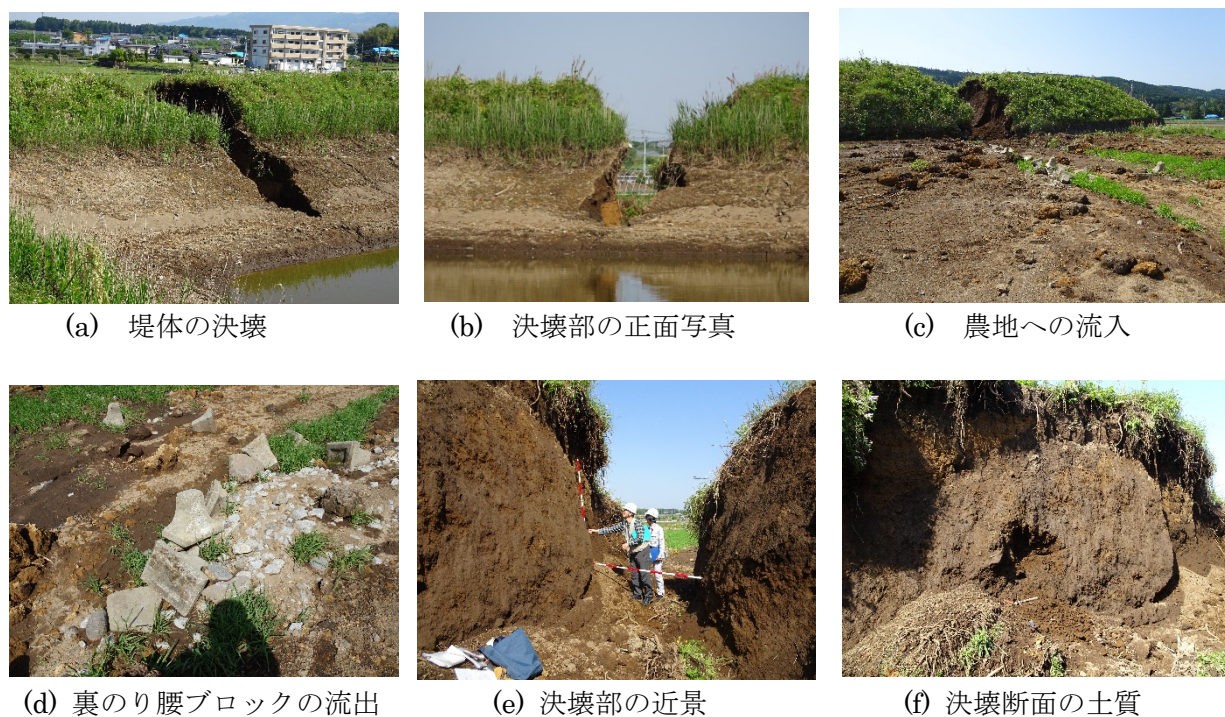 (a) 堤体の決壊
(b) 決壊部の正面写真
(c) 農地への流入
(d) 裏のり腰ブロックの流出
(e) 決壊部の近景
(f) 決壊断面の土質